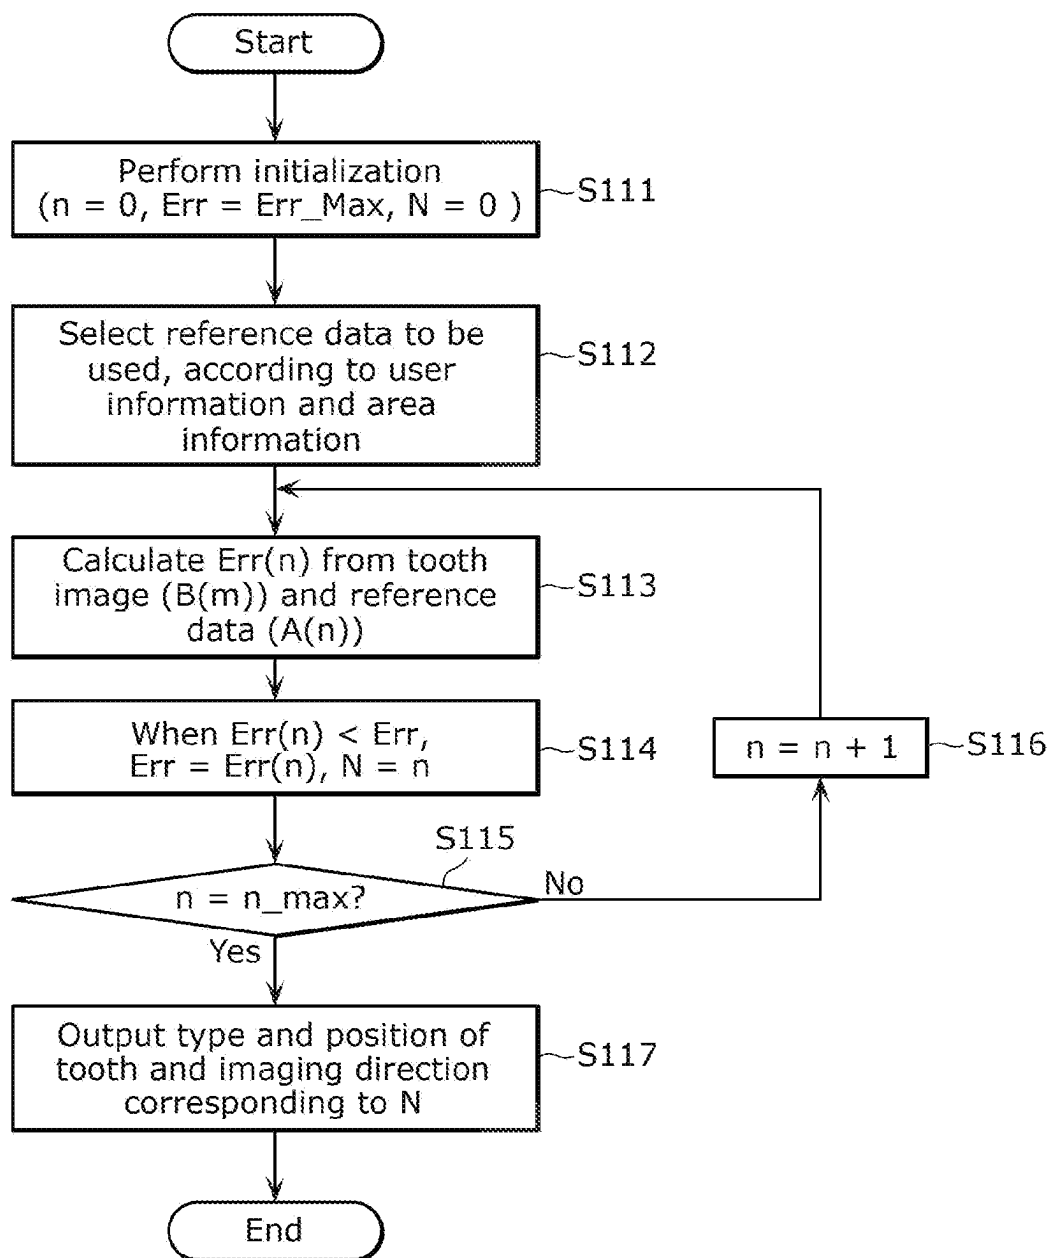 Start
Perform initialization
(n = 0, Err = Err_Max, N = 0 )
S111
Select reference data to be
used, according to user
information and area
information
S112
Calculate Err(n) from tooth
image (B(m)) and reference
data (A(n))
S113
When Err(n) < Err,
Err = Err(n), N = n
S114
n = n + 1
S116
S115
n = n_max?
No
Yes
Output type and position of
tooth and imaging direction
corresponding to N
S117
End